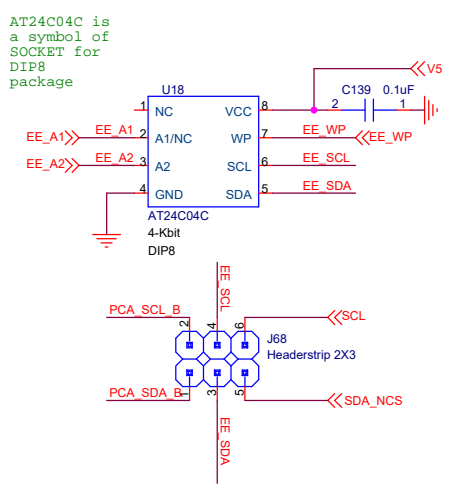 AT24C04C is
a symbol of
SOCKET for
DIP8
package
V5
U18
C139 0.1uF
2 1
1 NC VCC 8
EE_A1 EE_A1 2 A1/NC WP 7 EE_WP EE_WP
EE_A2 EE_A2 3 A2 SCL 6 EE_SCL
4 GND SDA 5 EE_SDA
AT24C04C
4-Kbit
DIP8
EE_SCL
PCA_SCL_B 2 4 6 SCL
J68
Headerstrip 2X3
PCA_SDA_B 1 3 5 SDA_NCS
EE_SDA